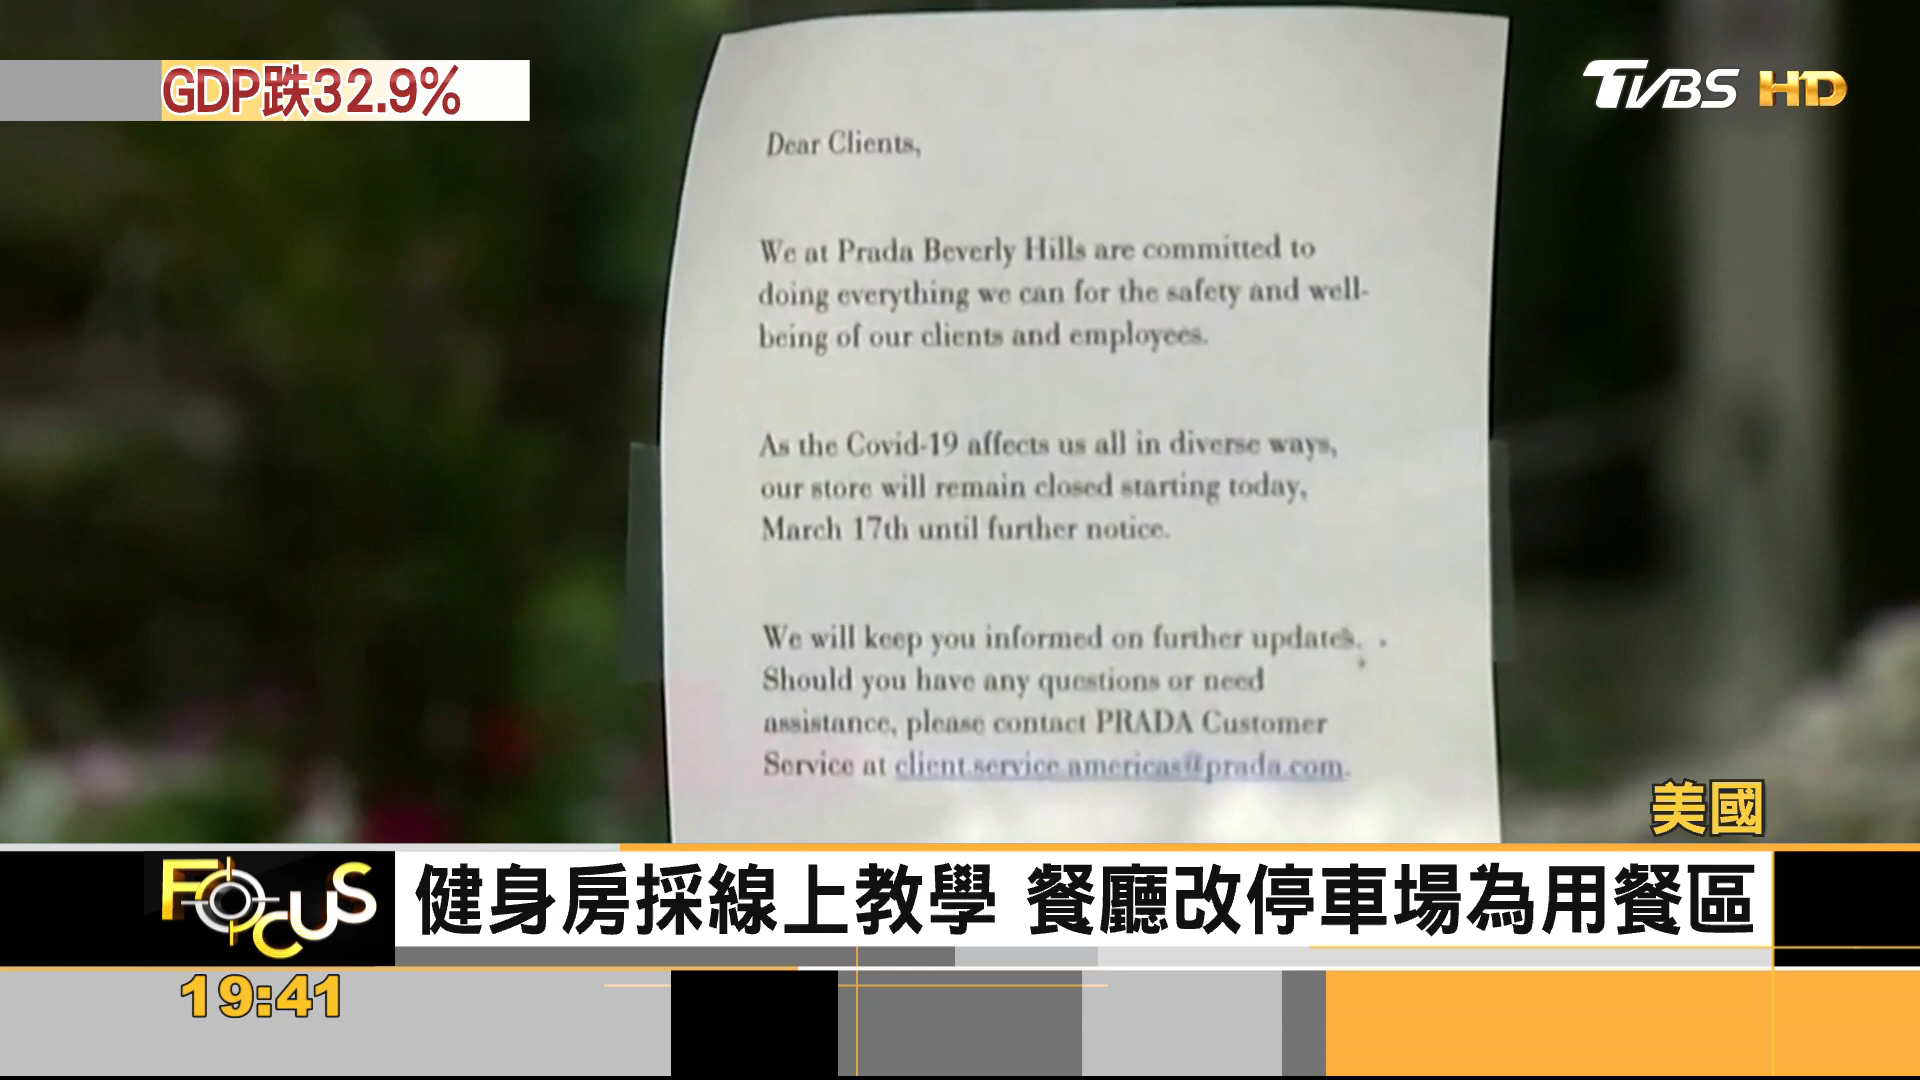 GDP跌32.9%
TVBS HD
Dear Clients,
We at Prada Beverly Hills are committed to
doing everything we can for the safety and well-
being of our clients and employees.
As the Covid-19 affects us all in diverse ways,
our store will remain closed starting today,
March 17th until further notice.
We will keep you informed on further updates.
Should you have any questions or need
assistance, please contact PRADA Customer
Service at client.service.americas@prada.com.
美國
FOCUS
健身房採線上教學 餐廳改停車場為用餐區
19:41